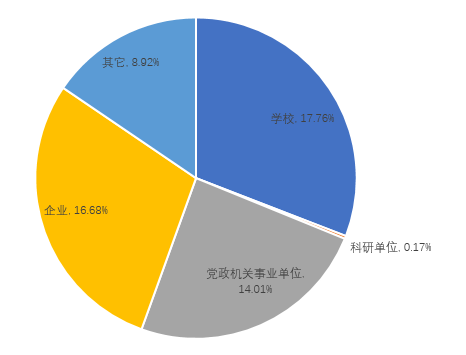 其它, 8.92%
学校, 17.76%
企业, 16.68%
科研单位, 0.17%
党政机关事业单位,
14.01%